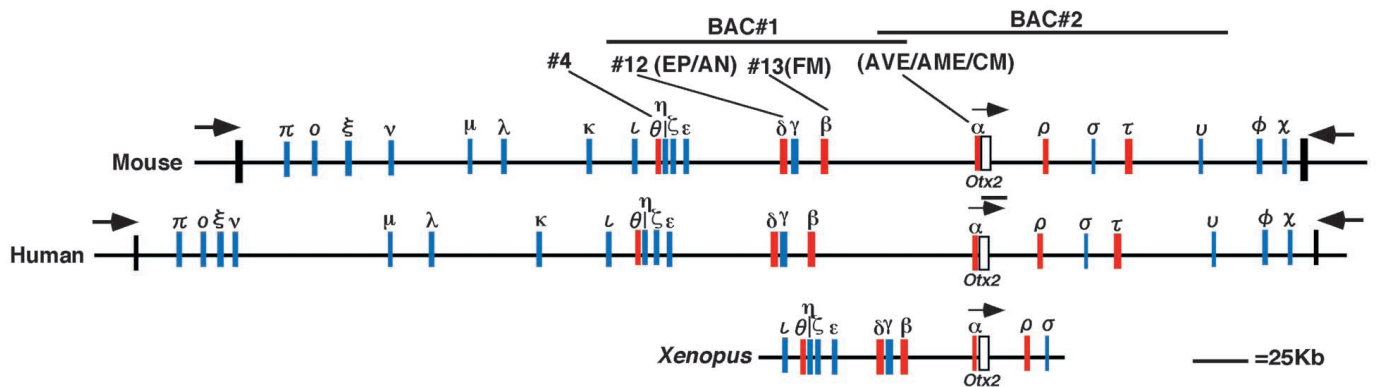 BAC#2
BAC#1
#4 #12 (EP/AN) #13(FM) (AVE/AME/CM)
π ο ξ ν μ λ κ ι θ η ζ ε δ γ β α ρ σ τ υ φ χ
Mouse
Otx2
π ο ξ ν μ λ κ ι θ η ζ ε δ γ β α ρ σ τ υ φ χ
Human
Otx2
ι θ η ζ ε δ γ β α ρ σ
Xenopus
=25Kb
Otx2